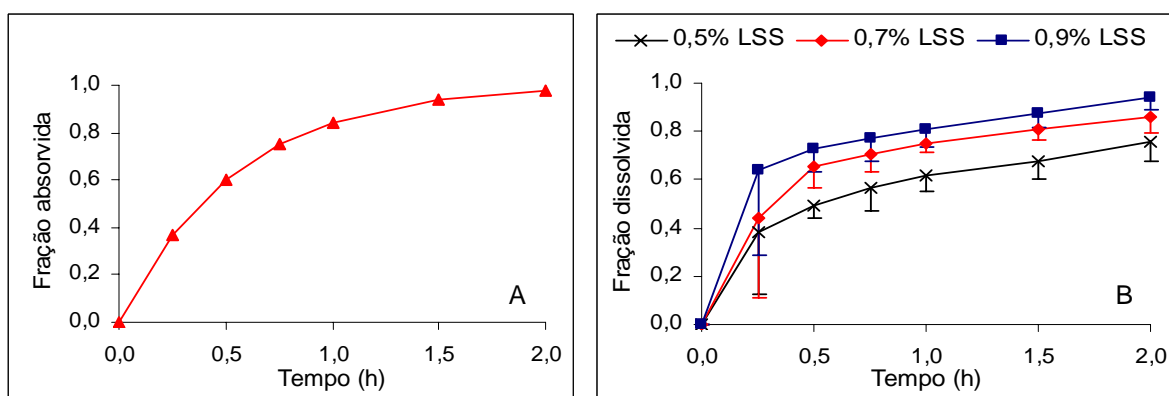 Fração absorvida
1,0
0,8
0,6
0,4
0,2
0,0
0,0 0,5 1,0 1,5 2,0
Tempo (h)
A
0,5% LSS 0,7% LSS 0,9% LSS
Fração dissolvida
1,0
0,8
0,6
0,4
0,2
0,0
0,0 0,5 1,0 1,5 2,0
Tempo (h)
B